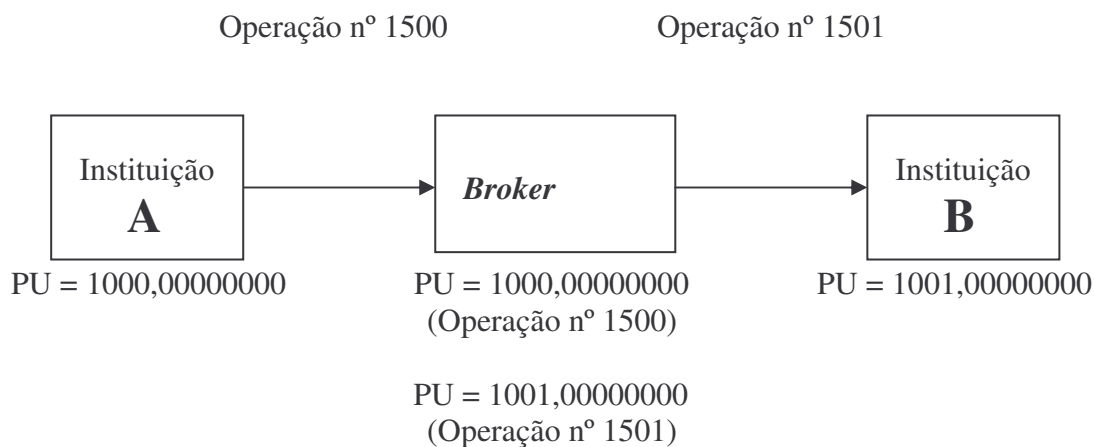 Operação nº 1500
Operação nº 1501
Instituição
A
Broker
Instituição
B
PU = 1000,00000000
PU = 1000,00000000
(Operação nº 1500)
PU = 1001,00000000
PU = 1001,00000000
(Operação nº 1501)